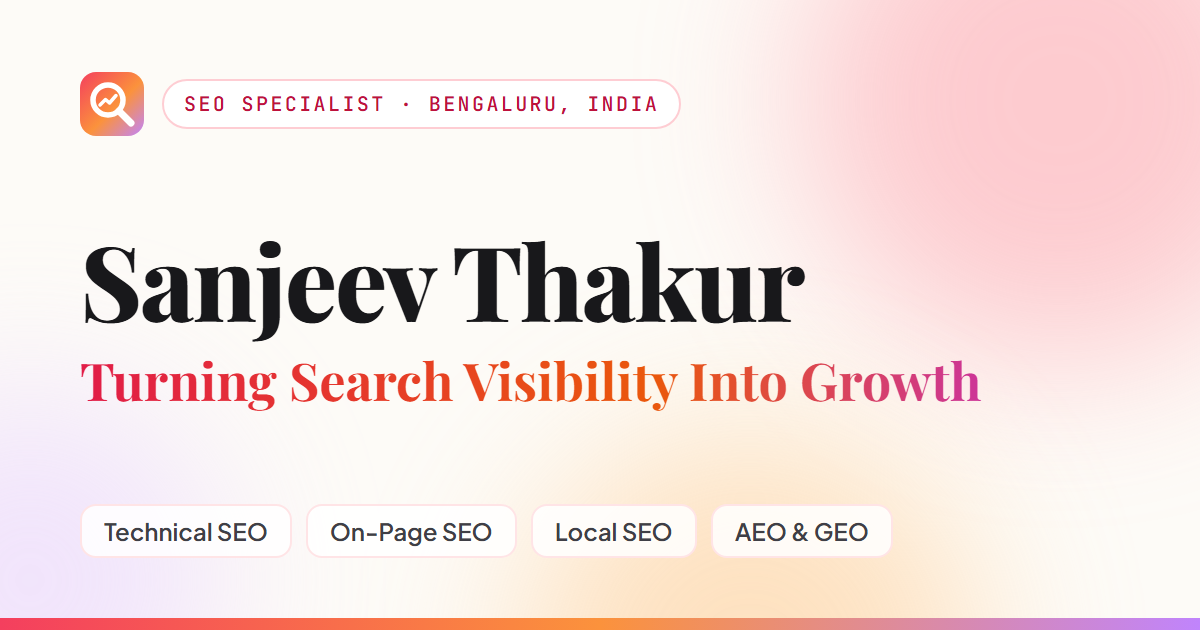 SEO SPECIALIST · BENGALURU, INDIA
Sanjeev Thakur
Turning Search Visibility Into Growth
Technical SEO
On-Page SEO
Local SEO
AEO & GEO